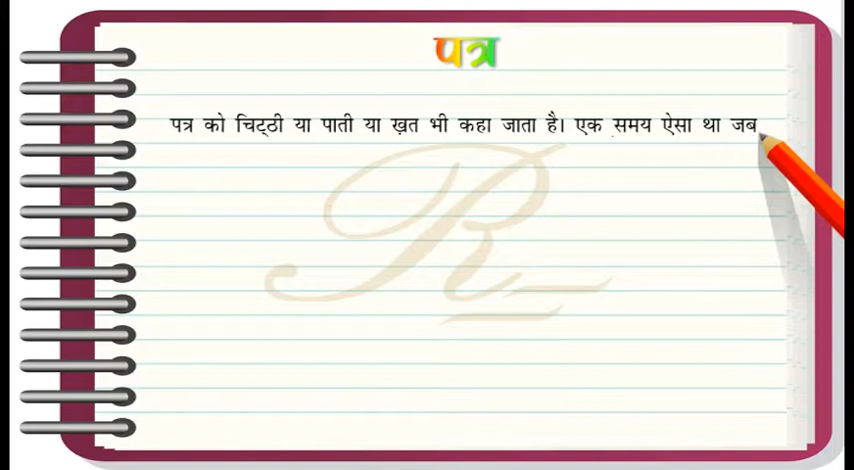 पत्र
पत्र को चिट्ठी या पाती या ख़त भी कहा जाता है। एक समय ऐसा था जब